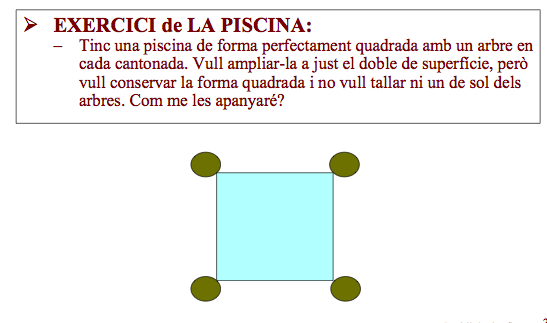 ➢ EXERCICI de LA PISCINA:
– Tinc una piscina de forma perfectament quadrada amb un arbre en
cada cantonada. Vull ampliar-la a just el doble de superfície, però
vull conservar la forma quadrada i no vull tallar ni un de sol dels
arbres. Com me les apanyaré?